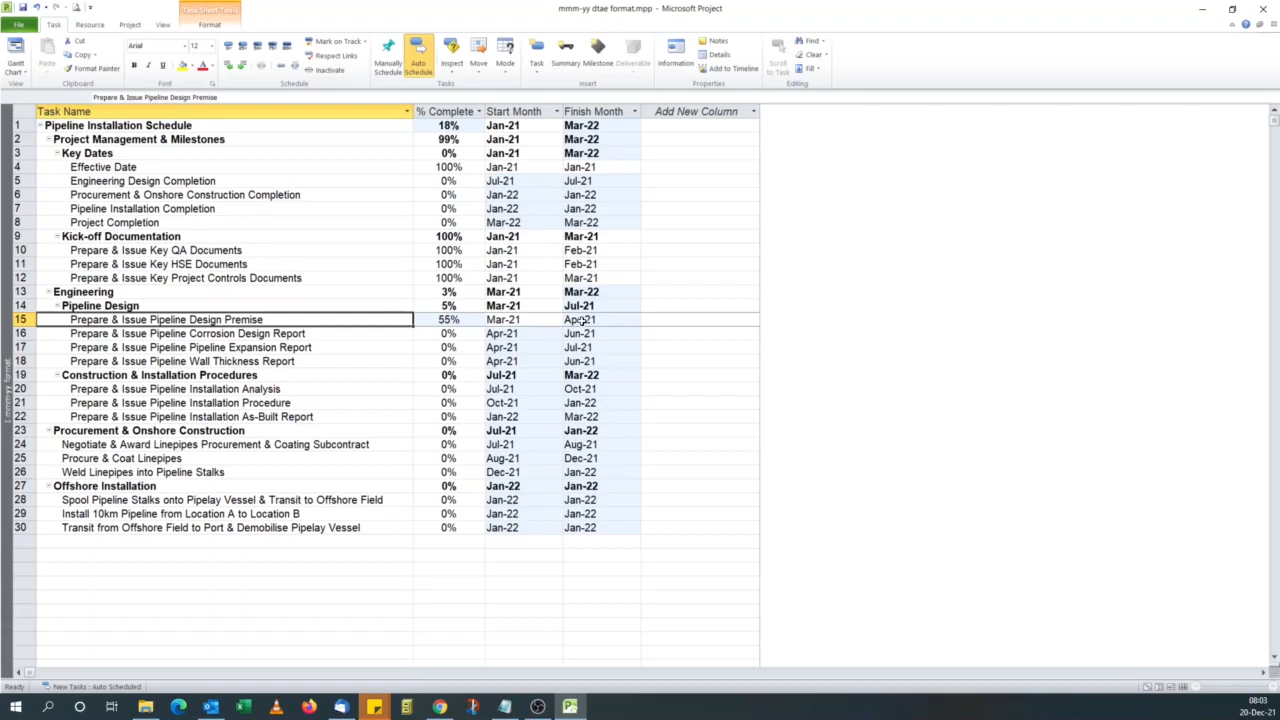 Task Sheet Tools
mmm-yy dtae format.mpp - Microsoft Project
File Task Resource Project View Format
Gantt Chart
Paste
Cut
Copy
Format Painter
Arial 12
B I U
Mark on Track
Respect Links
Inactivate
Manually Schedule
Auto Schedule
Inspect
Move
Mode
Task
Summary
Milestone
Deliverable
Information
Notes
Details
Add to Timeline
Scroll to Task
Find
Clear
Fill
View Clipboard Font Schedule Tasks Insert Properties Editing
Prepare & Issue Pipeline Design Premise
Task Name % Complete Start Month Finish Month Add New Column
1 Pipeline Installation Schedule 18% Jan-21 Mar-22
2 Project Management & Milestones 99% Jan-21 Mar-22
3 Key Dates 0% Jan-21 Mar-22
4 Effective Date 100% Jan-21 Jan-21
5 Engineering Design Completion 0% Jul-21 Jul-21
6 Procurement & Onshore Construction Completion 0% Jan-22 Jan-22
7 Pipeline Installation Completion 0% Jan-22 Jan-22
8 Project Completion 0% Mar-22 Mar-22
9 Kick-off Documentation 100% Jan-21 Mar-21
10 Prepare & Issue Key QA Documents 100% Jan-21 Feb-21
11 Prepare & Issue Key HSE Documents 100% Jan-21 Feb-21
12 Prepare & Issue Key Project Controls Documents 100% Jan-21 Mar-21
13 Engineering 3% Mar-21 Mar-22
14 Pipeline Design 5% Mar-21 Jul-21
15 Prepare & Issue Pipeline Design Premise 55% Mar-21 Apr-21
16 Prepare & Issue Pipeline Corrosion Design Report 0% Apr-21 Jun-21
17 Prepare & Issue Pipeline Pipeline Expansion Report 0% Apr-21 Jul-21
18 Prepare & Issue Pipeline Wall Thickness Report 0% Apr-21 Jun-21
19 Construction & Installation Procedures 0% Jul-21 Mar-22
20 Prepare & Issue Pipeline Installation Analysis 0% Jul-21 Oct-21
21 Prepare & Issue Pipeline Installation Procedure 0% Oct-21 Jan-22
22 Prepare & Issue Pipeline Installation As-Built Report 0% Jan-22 Mar-22
23 Procurement & Onshore Construction 0% Jul-21 Jan-22
24 Negotiate & Award Linepipes Procurement & Coating Subcontract 0% Jul-21 Aug-21
25 Procure & Coat Linepipes 0% Aug-21 Dec-21
26 Weld Linepipes into Pipeline Stalks 0% Dec-21 Jan-22
27 Offshore Installation 0% Jan-22 Jan-22
28 Spool Pipeline Stalks onto Pipelay Vessel & Transit to Offshore Field 0% Jan-22 Jan-22
29 Install 10km Pipeline from Location A to Location B 0% Jan-22 Jan-22
30 Transit from Offshore Field to Port & Demobilise Pipelay Vessel 0% Jan-22 Jan-22
1 mmm-yy format
Ready New Tasks : Auto Scheduled
08:03
20-Dec-21